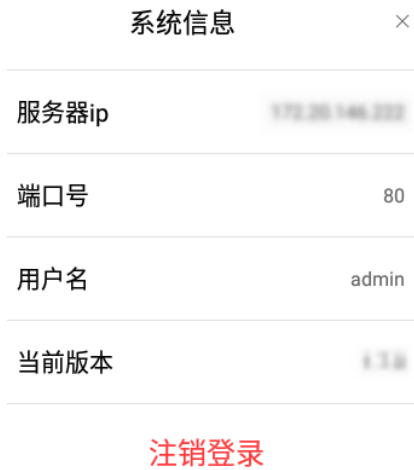 系统信息 ×
服务器ip
端口号 80
用户名 admin
当前版本
注销登录